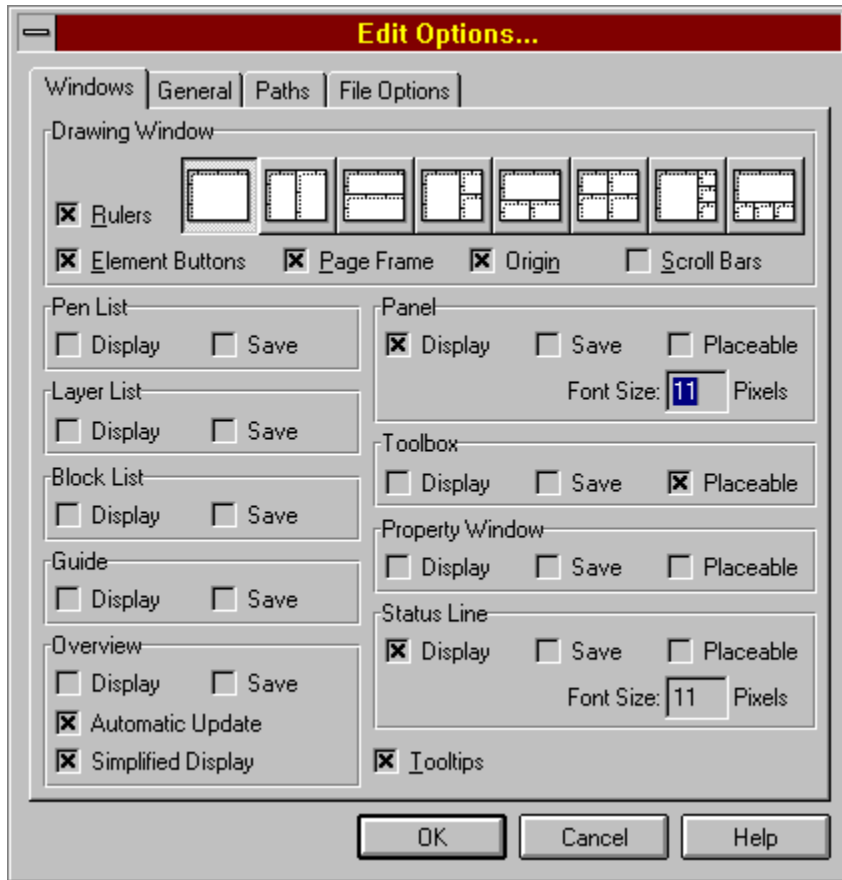 Edit Options...
Windows General Paths File Options
Drawing Window
Rulers
Element Buttons Page Frame Origin Scroll Bars
Pen List
Display Save
Layer List
Display Save
Block List
Display Save
Guide
Display Save
Overview
Display Save
Automatic Update
Simplified Display
Panel
Display Save Placeable
Font Size: 11 Pixels
Toolbox
Display Save Placeable
Property Window
Display Save Placeable
Status Line
Display Save Placeable
Font Size: 11 Pixels
Tooltips
OK Cancel Help